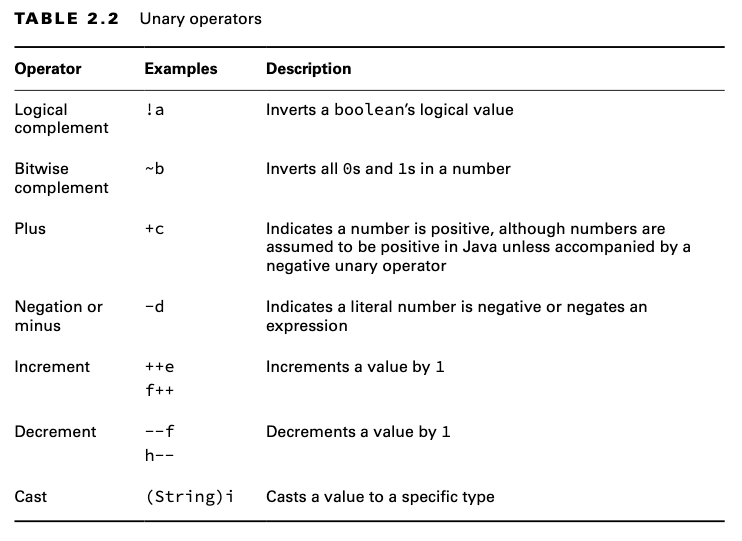 TABLE 2.2 Unary operators
Operator Examples Description
Logical complement !a Inverts a boolean’s logical value
Bitwise complement ~b Inverts all 0s and 1s in a number
Plus +c Indicates a number is positive, although numbers are
assumed to be positive in Java unless accompanied by a
negative unary operator
Negation or minus –d Indicates a literal number is negative or negates an
expression
Increment ++e Increments a value by 1
f++
Decrement --f Decrements a value by 1
h--
Cast (String)i Casts a value to a specific type